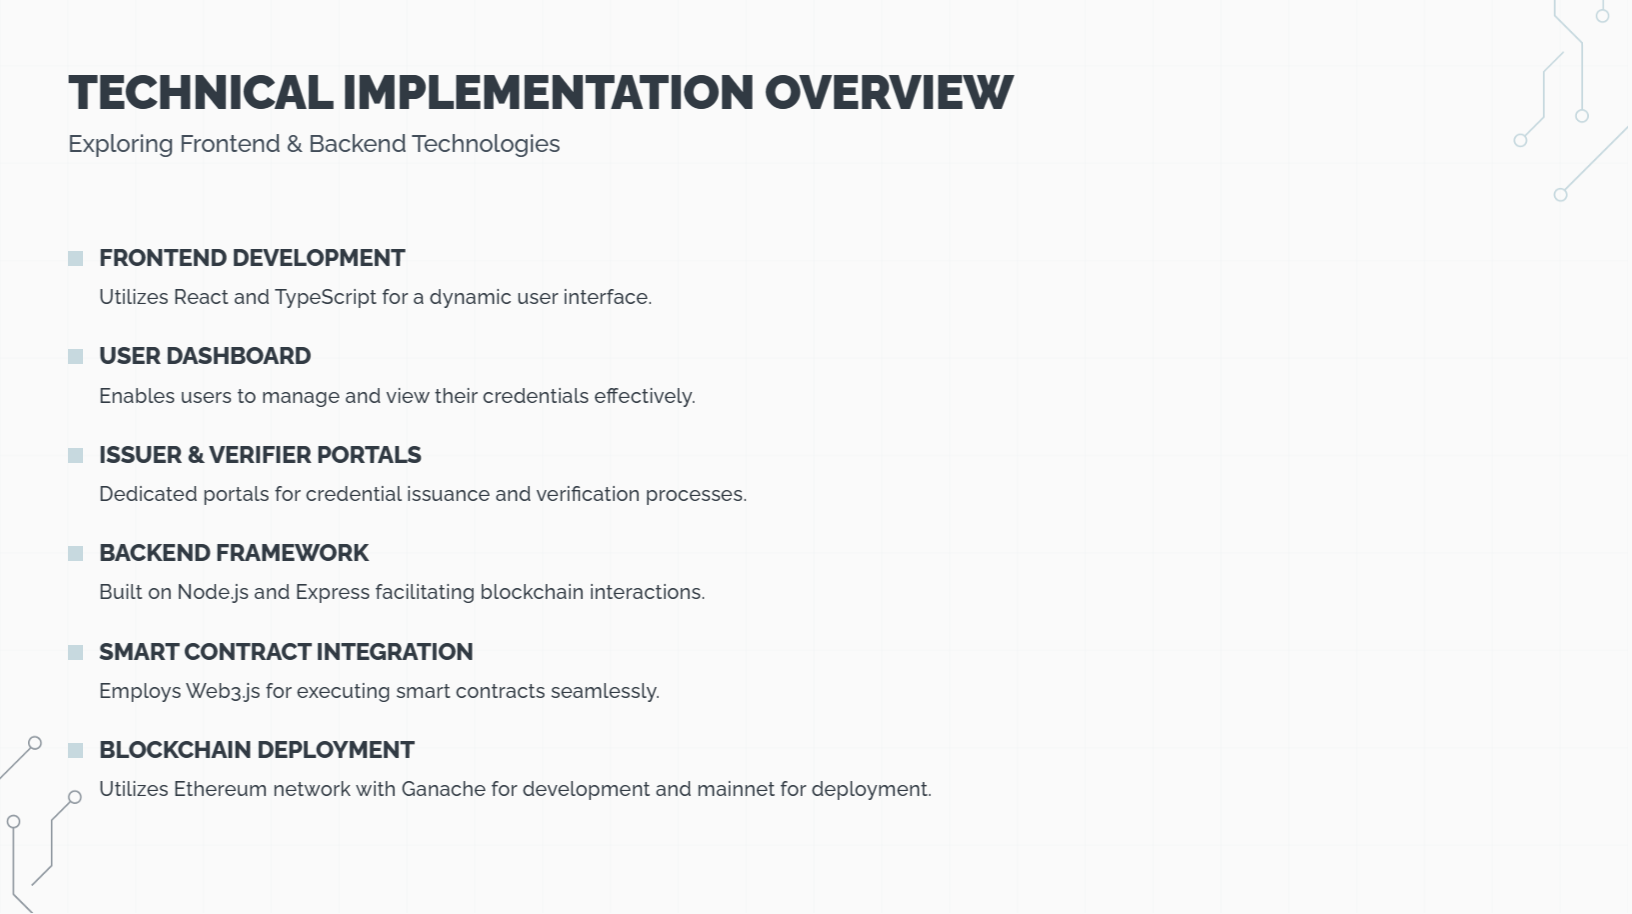 TECHNICAL IMPLEMENTATION OVERVIEW
Exploring Frontend & Backend Technologies
FRONTEND DEVELOPMENT
Utilizes React and TypeScript for a dynamic user interface.
USER DASHBOARD
Enables users to manage and view their credentials effectively.
ISSUER & VERIFIER PORTALS
Dedicated portals for credential issuance and verification processes.
BACKEND FRAMEWORK
Built on Node.js and Express facilitating blockchain interactions.
SMART CONTRACT INTEGRATION
Employs Web3.js for executing smart contracts seamlessly.
BLOCKCHAIN DEPLOYMENT
Utilizes Ethereum network with Ganache for development and mainnet for deployment.